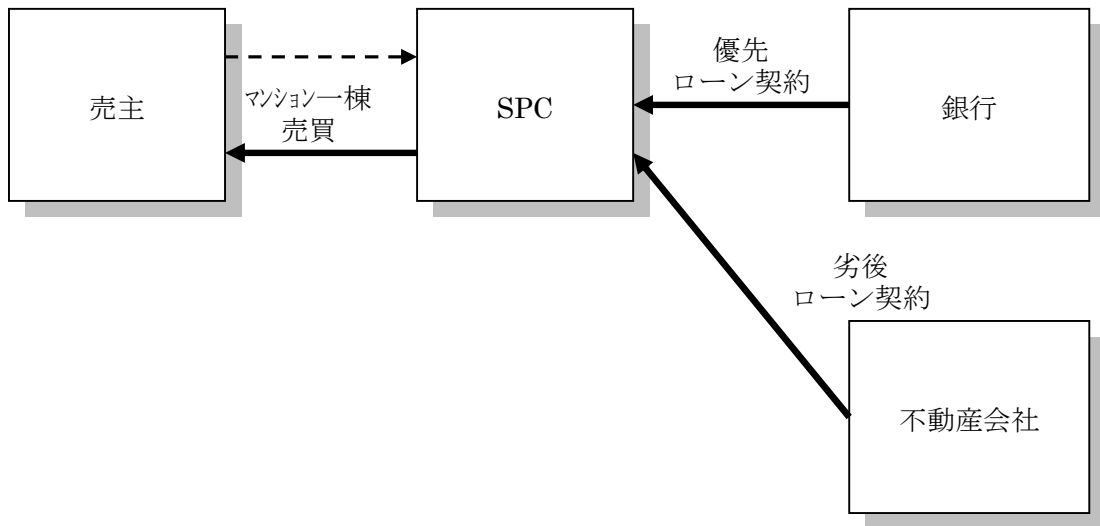 売主
ﾏﾝｼｮﾝ一棟
売買
SPC
優先
ローン契約
銀行
劣後
ローン契約
不動産会社